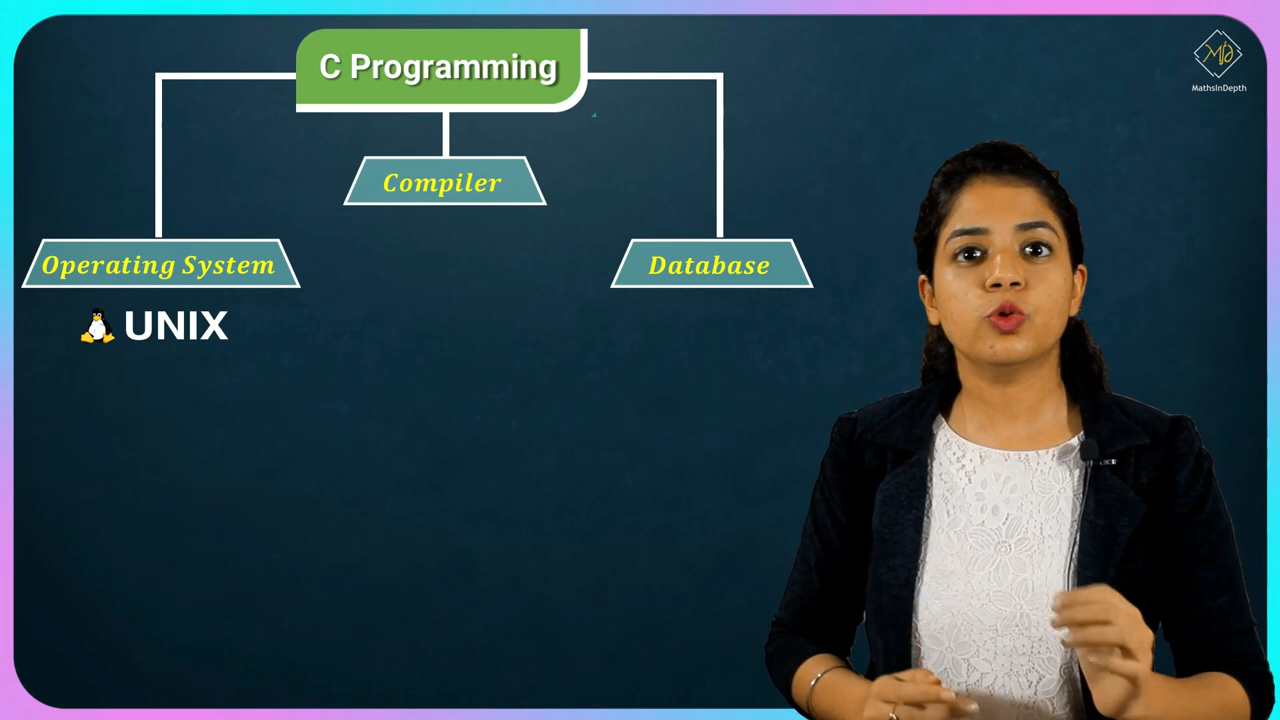 C Programming
MathsInDepth
Compiler
Operating System
Database
UNIX